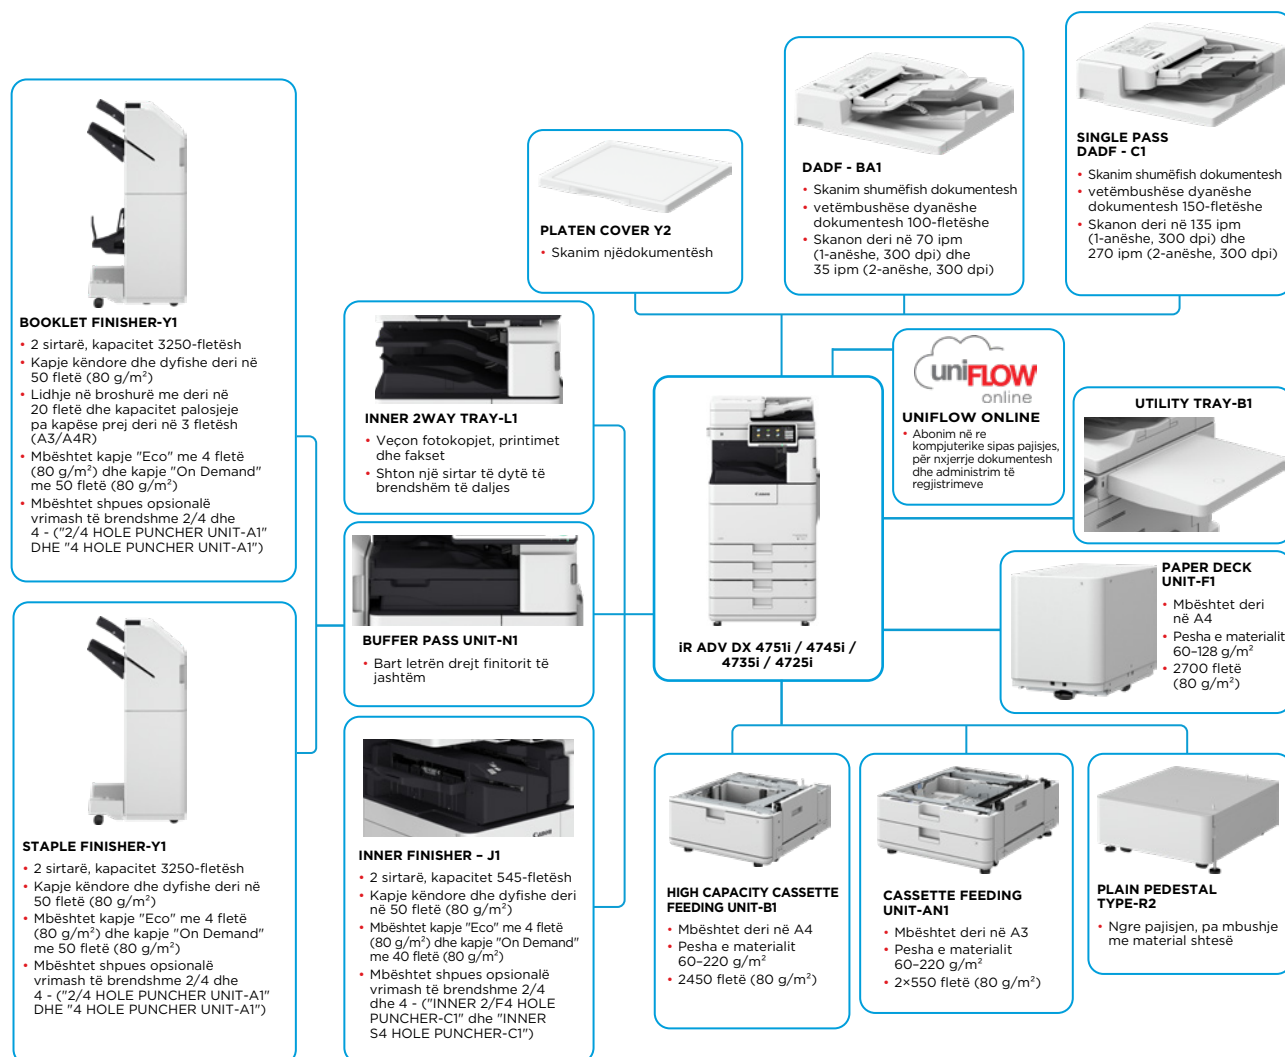 BOOKLET FINISHER-Y1
• 2 sirtarë, kapacitet 3250-fletësh
• Kapje këndore dhe dyfishe deri në
50 fletë (80 g/m²)
• Lidhje në broshurë me deri në
20 fletë dhe kapacitet palosjeje
pa kapëse prej deri në 3 fletësh
(A3/A4R)
• Mbështet kapje "Eco" me 4 fletë
(80 g/m²) dhe kapje "On Demand"
me 50 fletë (80 g/m²)
• Mbështet shpues opsionalë
vrimash të brendshme 2/4 dhe
4 - ("2/4 HOLE PUNCHER UNIT-A1"
DHE "4 HOLE PUNCHER UNIT-A1")
STAPLE FINISHER-Y1
• 2 sirtarë, kapacitet 3250-fletësh
• Kapje këndore dhe dyfishe deri në
50 fletë (80 g/m²)
• Mbështet kapje "Eco" me 4 fletë
(80 g/m²) dhe kapje "On Demand"
me 50 fletë (80 g/m²)
• Mbështet shpues opsionalë
vrimash të brendshme 2/4 dhe
4 - ("2/4 HOLE PUNCHER UNIT-A1"
DHE "4 HOLE PUNCHER UNIT-A1")
INNER 2WAY TRAY-L1
• Veçon fotokopjet, printimet
dhe fakset
• Shton një sirtar të dytë të
brendshëm të daljes
BUFFER PASS UNIT-N1
• Bart letrën drejt finitorit të
jashtëm
Canon
INNER FINISHER – J1
• 2 sirtarë, kapacitet 545-fletësh
• Kapje këndore dhe dyfishe deri
në 50 fletë (80 g/m²)
• Mbështet kapje "Eco" me 4 fletë
(80 g/m²) dhe kapje "On Demand"
me 40 fletë (80 g/m²)
• Mbështet shpues opsionalë
vrimash të brendshme 2/4
dhe 4 - ("INNER 2/F4 HOLE
PUNCHER-C1" dhe "INNER
S4 HOLE PUNCHER-C1")
PLATEN COVER Y2
• Skanim njëdokumentësh
DADF - BA1
• Skanim shumëfish dokumentesh
• vetëmbushëse dyanëshe
dokumentesh 100-fletëshe
• Skanon deri në 70 ipm
(1-anëshe, 300 dpi) dhe
35 ipm (2-anëshe, 300 dpi)
SINGLE PASS
DADF - C1
• Skanim shumëfish dokumentesh
• vetëmbushëse dyanëshe
dokumentesh 150-fletëshe
• Skanon deri në 135 ipm
(1-anëshe, 300 dpi) dhe
270 ipm (2-anëshe, 300 dpi)
Canon
iR ADV DX 4751i / 4745i /
4735i / 4725i
uniFLOW
online
UNIFLOW ONLINE
• Abonim në re
kompjuterike sipas pajisjes,
për nxjerrje dokumentesh
dhe administrim të
regjistrimeve
UTILITY TRAY-B1
PAPER DECK
UNIT-F1
• Mbështet deri
në A4
• Pesha e materialit
60–128 g/m²
• 2700 fletë
(80 g/m²)
HIGH CAPACITY CASSETTE
FEEDING UNIT-B1
• Mbështet deri në A4
• Pesha e materialit
60–220 g/m²
• 2450 fletë (80 g/m²)
CASSETTE FEEDING
UNIT-AN1
• Mbështet deri në A3
• Pesha e materialit
60–220 g/m²
• 2×550 fletë (80 g/m²)
PLAIN PEDESTAL
TYPE-R2
• Ngre pajisjen, pa mbushje
me material shtesë